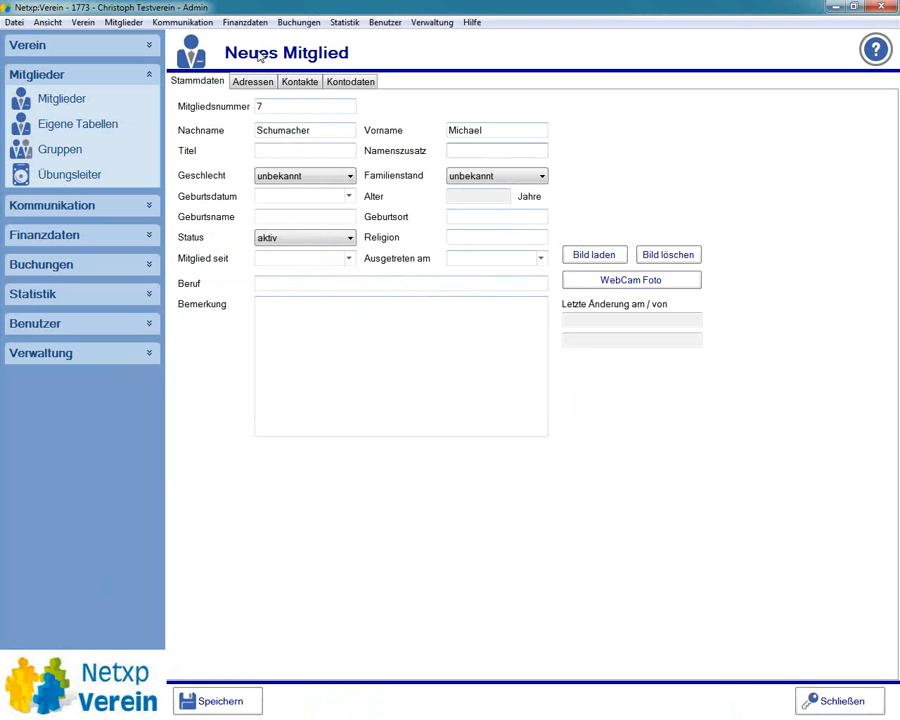 Netxp:Verein - 1773 - Christoph Testverein - Admin
Datei Ansicht Verein Mitglieder Kommunikation Finanzdaten Buchungen Statistik Benutzer Verwaltung Hilfe
Verein
Mitglieder
Mitglieder
Eigene Tabellen
Gruppen
Übungsleiter
Kommunikation
Finanzdaten
Buchungen
Statistik
Benutzer
Verwaltung
Netxp
Verein
Neues Mitglied
?
Stammdaten Adressen Kontakte Kontodaten
Mitgliedsnummer 7
Nachname Schumacher Vorname Michael
Titel Namenszusatz
Geschlecht unbekannt Familienstand unbekannt
Geburtsdatum Alter Jahre
Geburtsname Geburtsort
Status aktiv Religion
Mitglied seit Ausgetreten am
Bild laden Bild löschen
WebCam Foto
Beruf
Bemerkung
Letzte Änderung am / von
Speichern Schließen